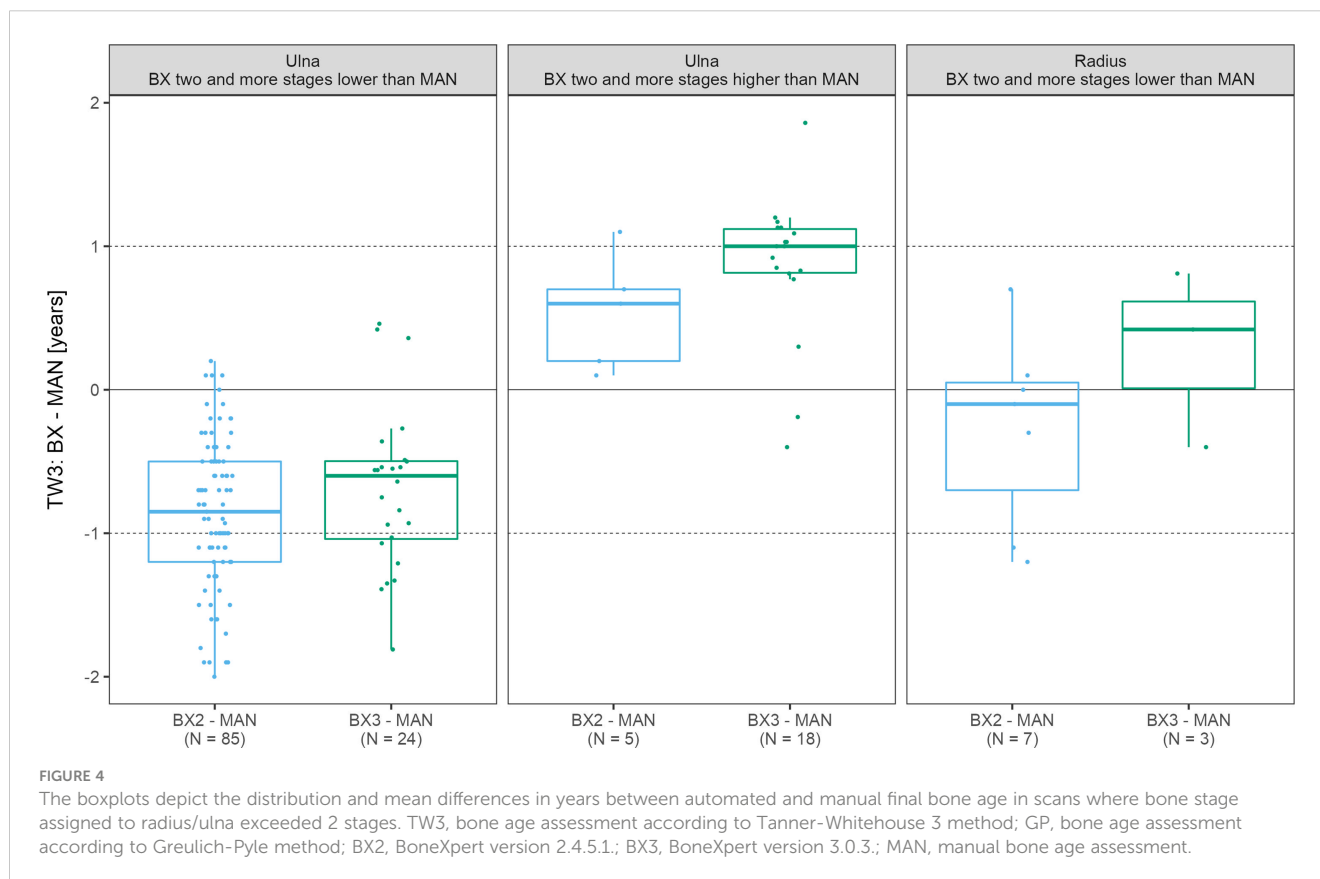 Ulna
BX two and more stages lower than MAN
Ulna
BX two and more stages higher than MAN
Radius
BX two and more stages lower than MAN
TW3: BX - MAN [years]
2
1
0
-1
-2
BX2 - MAN
(N = 85)
BX3 - MAN
(N = 24)
BX2 - MAN
(N = 5)
BX3 - MAN
(N = 18)
BX2 - MAN
(N = 7)
BX3 - MAN
(N = 3)
FIGURE 4
The boxplots depict the distribution and mean differences in years between automated and manual final bone age in scans where bone stage
assigned to radius/ulna exceeded 2 stages. TW3, bone age assessment according to Tanner-Whitehouse 3 method; GP, bone age assessment
according to Greulich-Pyle method; BX2, BoneXpert version 2.4.5.1.; BX3, BoneXpert version 3.0.3.; MAN, manual bone age assessment.